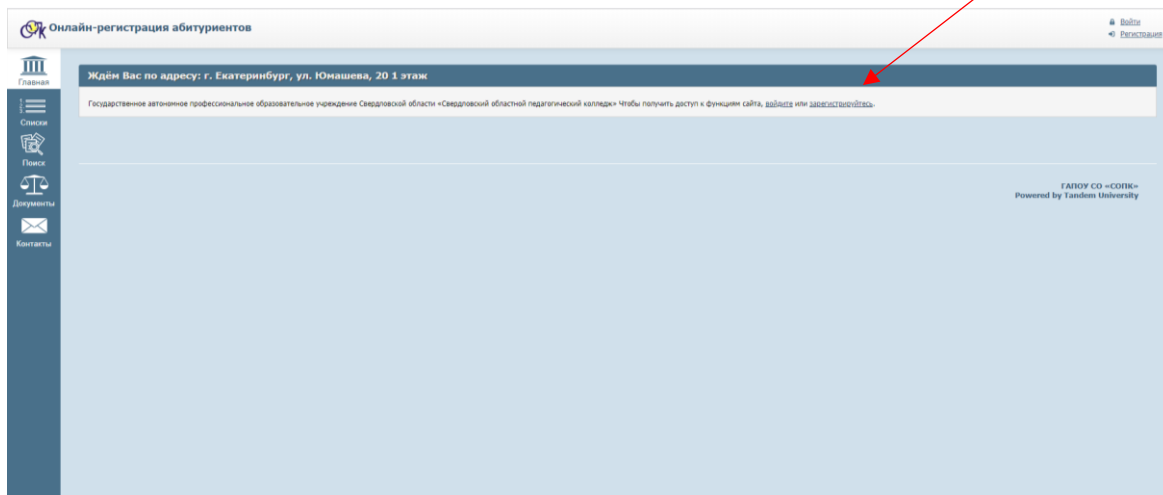 СОПК Онлайн-регистрация абитуриентов
Войти
Регистрация
Главная
Ждём Вас по адресу: г. Екатеринбург, ул. Юмашева, 20 1 этаж
Государственное автономное профессиональное образовательное учреждение Свердловской области «Свердловский областной педагогический колледж» Чтобы получить доступ к функциям сайта, войдите или зарегистрируйтесь.
Списки
Поиск
Документы
Контакты
ГАПОУ СО «СОПК»
Powered by Tandem University